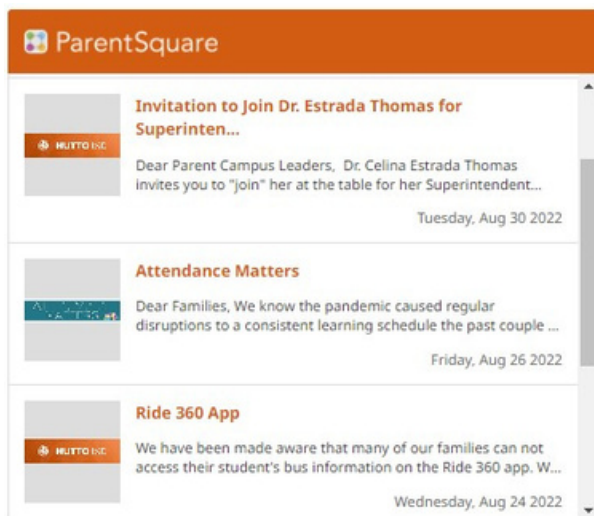 ParentSquare
Invitation to Join Dr. Estrada Thomas for
Superinten...
HUTTO ISD
Dear Parent Campus Leaders, Dr. Celina Estrada Thomas
invites you to "join" her at the table for her Superintendent...
Tuesday, Aug 30 2022
Attendance Matters
Dear Families, We know the pandemic caused regular
disruptions to a consistent learning schedule the past couple ...
Friday, Aug 26 2022
Ride 360 App
HUTTO ISD
We have been made aware that many of our families can not
access their student's bus information on the Ride 360 app. W...
Wednesday, Aug 24 2022